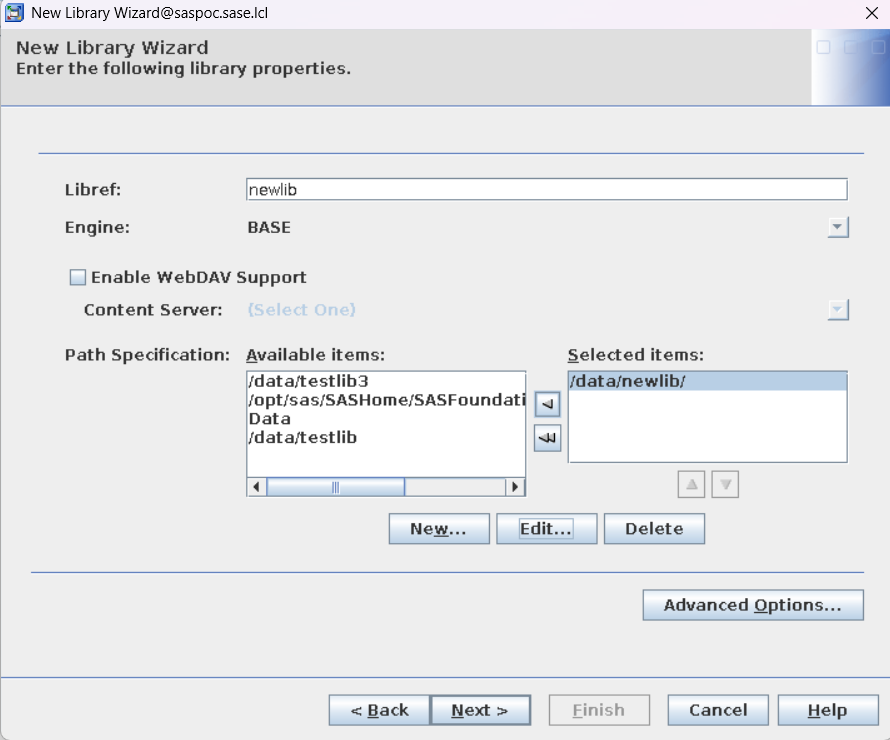 New Library Wizard@saspoc.sase.lcl
New Library Wizard
Enter the following library properties.
Libref: newlib
Engine: BASE
Enable WebDAV Support
Content Server: (Select One)
Path Specification: Available items: Selected items:
/data/testlib3 /data/newlib/
/opt/sas/SASHome/SASFoundati
Data
/data/testlib
New... Edit... Delete
Advanced Options...
< Back Next > Finish Cancel Help